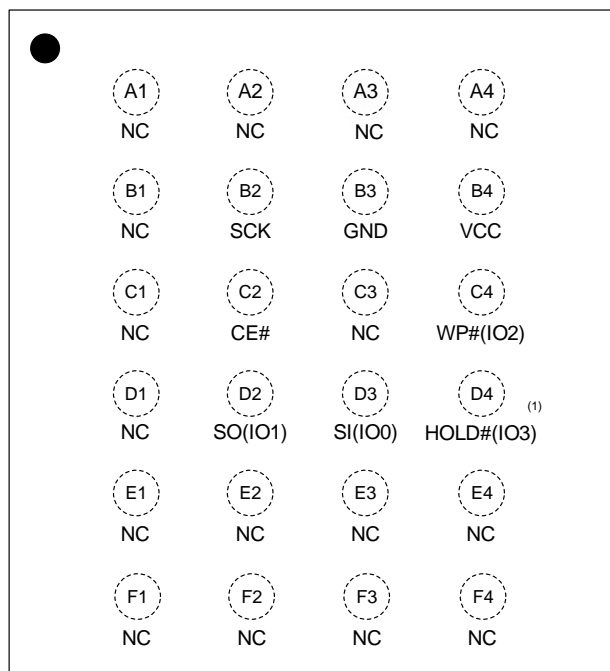 A1 A2 A3 A4
NC NC NC NC
B1 B2 B3 B4
NC SCK GND VCC
C1 C2 C3 C4
NC CE# NC WP#(IO2)
D1 D2 D3 D4 (1)
NC SO(IO1) SI(IO0) HOLD#(IO3)
E1 E2 E3 E4
NC NC NC NC
F1 F2 F3 F4
NC NC NC NC